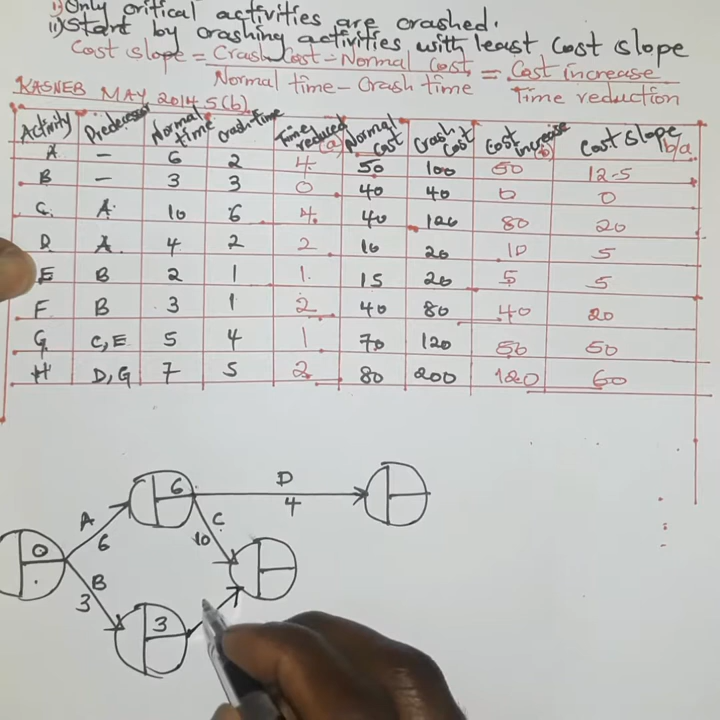 i) Only critical activities are crashed.
ii) Start by crashing activities with least cost slope
Cost slope = Crash Cost - Normal Cost / Normal time - Crash time = Cost increase / Time reduction
KASNEB MAY 2014 5(b)
Activity Predecessor Normal time Crash time Time reduced (a) Normal cost Crash cost Cost increase (b) Cost slope b/a
A - 6 2 4 50 100 50 12.5
B - 3 3 0 40 40 0 0
C A 10 6 4 40 120 80 20
D A 4 2 2 10 20 10 5
E B 2 1 1 15 20 5 5
F B 3 1 2 40 80 40 20
G C,E 5 4 1 70 120 50 50
H D,G 7 5 2 80 200 120 60
6 D 4
A 6 C 10
0
B 3
3